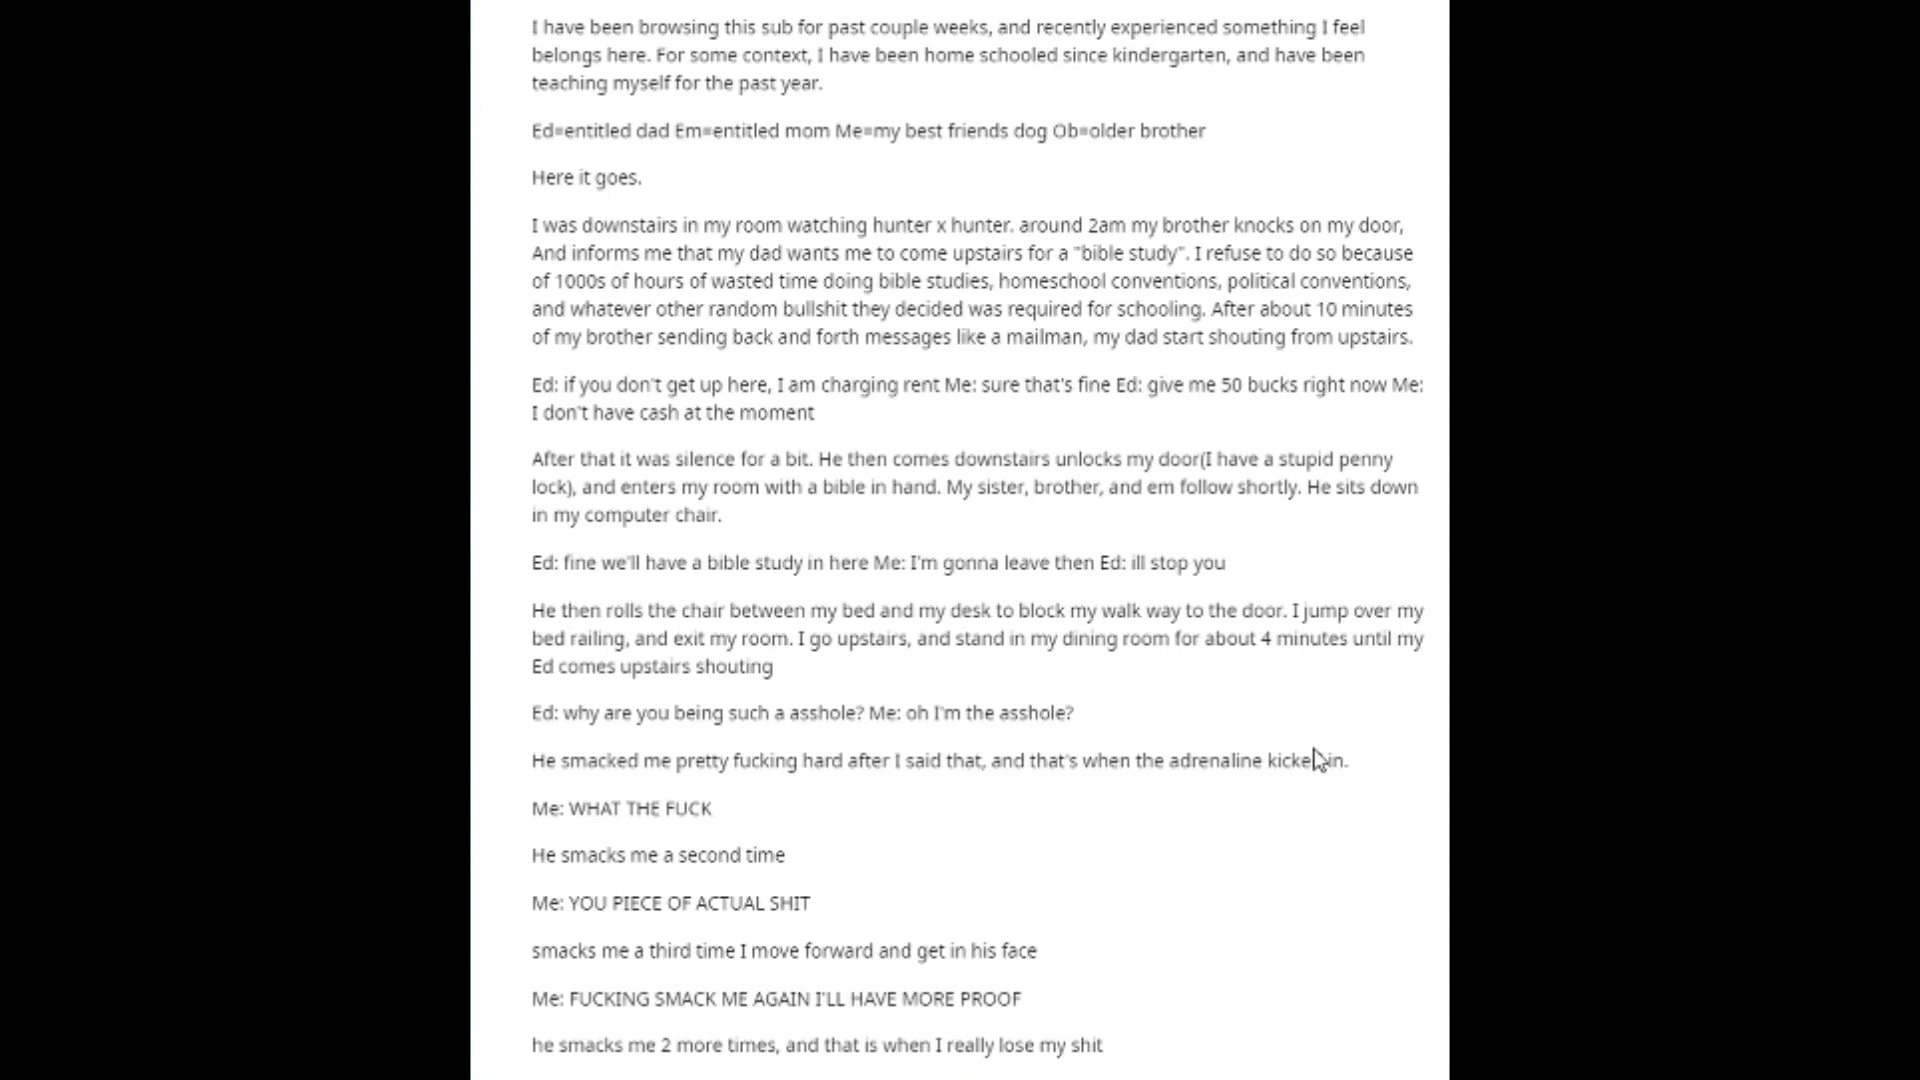 I have been browsing this sub for past couple weeks, and recently experienced something I feel
belongs here. For some context, I have been home schooled since kindergarten, and have been
teaching myself for the past year.
Ed=entitled dad Em=entitled mom Me=my best friends dog Ob=older brother
Here it goes.
I was downstairs in my room watching hunter x hunter. around 2am my brother knocks on my door,
And informs me that my dad wants me to come upstairs for a "bible study". I refuse to do so because
of 1000s of hours of wasted time doing bible studies, homeschool conventions, political conventions,
and whatever other random bullshit they decided was required for schooling. After about 10 minutes
of my brother sending back and forth messages like a mailman, my dad start shouting from upstairs.
Ed: if you don't get up here, I am charging rent Me: sure that's fine Ed: give me 50 bucks right now Me:
I don't have cash at the moment
After that it was silence for a bit. He then comes downstairs unlocks my door(I have a stupid penny
lock), and enters my room with a bible in hand. My sister, brother, and em follow shortly. He sits down
in my computer chair.
Ed: fine we'll have a bible study in here Me: I'm gonna leave then Ed: ill stop you
He then rolls the chair between my bed and my desk to block my walk way to the door. I jump over my
bed railing, and exit my room. I go upstairs, and stand in my dining room for about 4 minutes until my
Ed comes upstairs shouting
Ed: why are you being such a asshole? Me: oh I'm the asshole?
He smacked me pretty fucking hard after I said that, and that's when the adrenaline kicked in.
Me: WHAT THE FUCK
He smacks me a second time
Me: YOU PIECE OF ACTUAL SHIT
smacks me a third time I move forward and get in his face
Me: FUCKING SMACK ME AGAIN I'LL HAVE MORE PROOF
he smacks me 2 more times, and that is when I really lose my shit